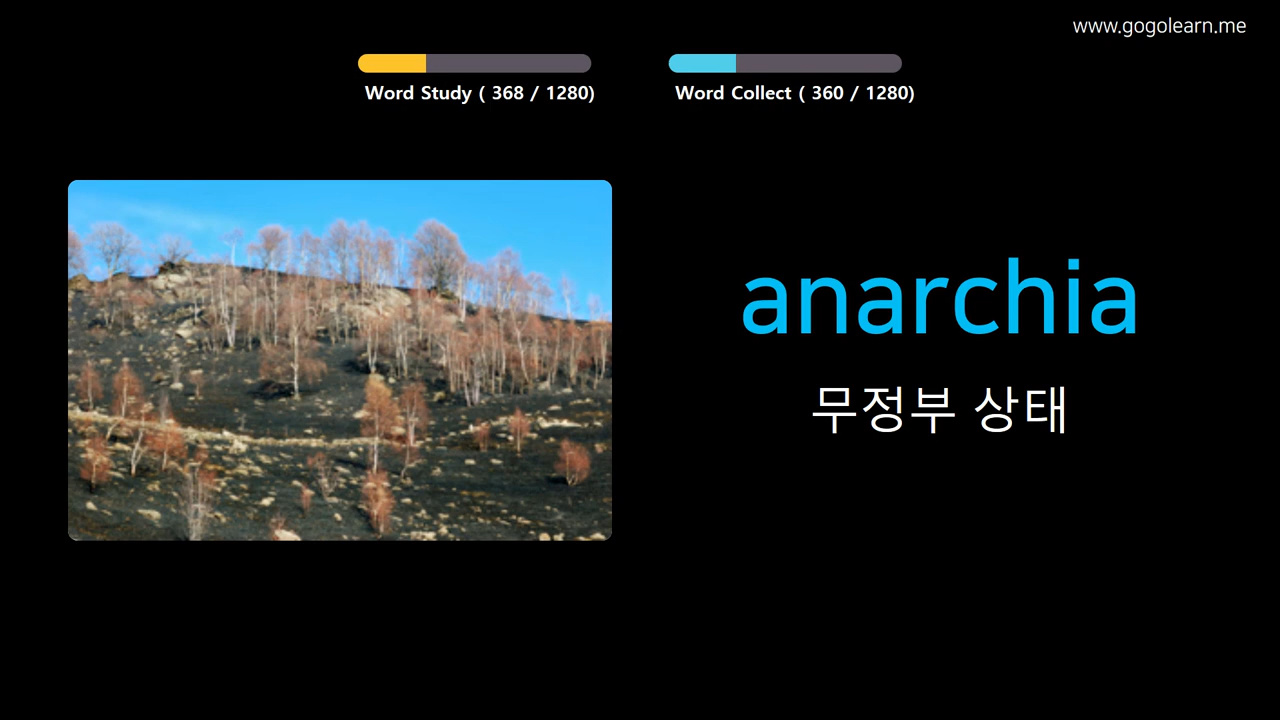 www.gogolearn.me
Word Study ( 368 / 1280)
Word Collect ( 360 / 1280)
anarchia
무정부 상태